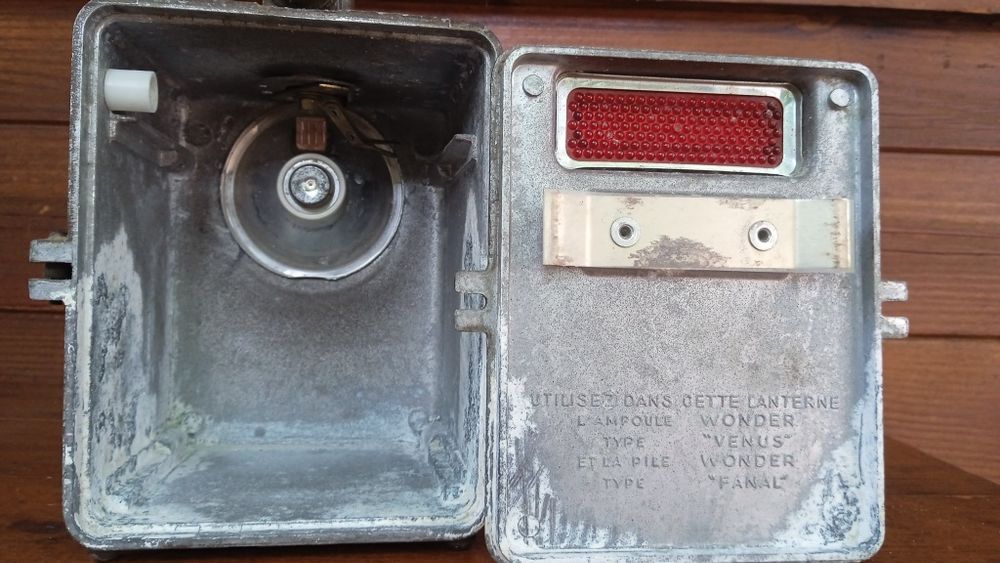 UTILISEZ DANS CETTE LANTERNE
L'AMPOULE WONDER
TYPE "VENUS"
ET LA PILE WONDER
TYPE "FANAL"